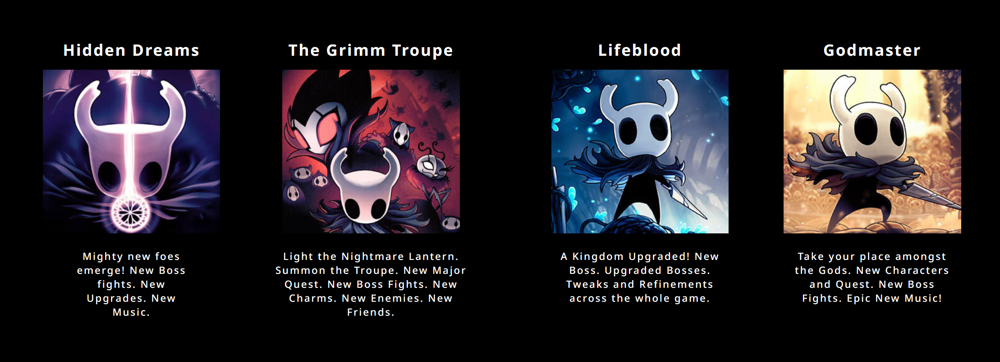 Hidden Dreams
Mighty new foes
emerge! New Boss
fights. New
Upgrades. New
Music.
The Grimm Troupe
Light the Nightmare Lantern.
Summon the Troupe. New Major
Quest. New Boss Fights. New
Charms. New Enemies. New
Friends.
Lifeblood
A Kingdom Upgraded! New
Boss. Upgraded Bosses.
Tweaks and Refinements
across the whole game.
Godmaster
Take your place amongst
the Gods. New Characters
and Quest. New Boss
Fights. Epic New Music!